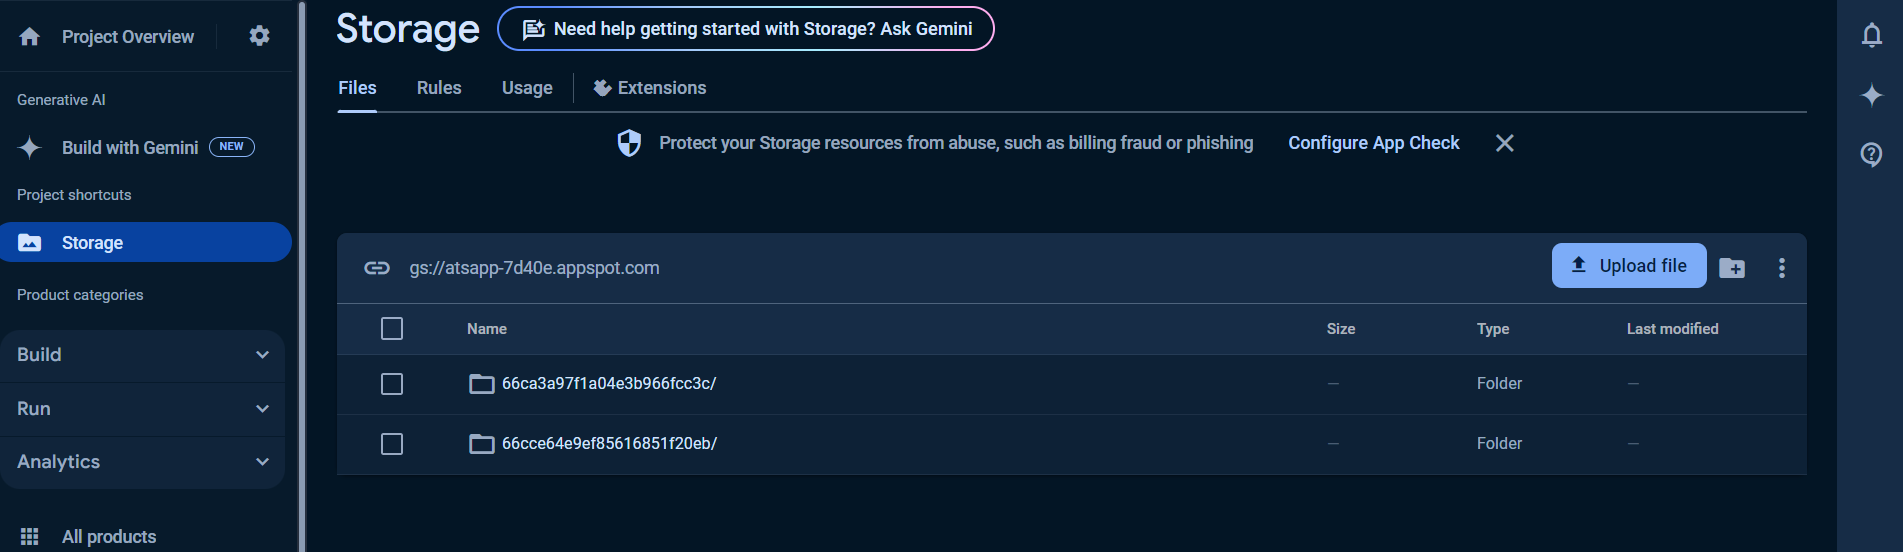 Project Overview
Generative AI
Build with Gemini NEW
Project shortcuts
Storage
Product categories
Build
Run
Analytics
All products
Storage
Need help getting started with Storage? Ask Gemini
Files Rules Usage Extensions
Protect your Storage resources from abuse, such as billing fraud or phishing Configure App Check
gs://atsapp-7d40e.appspot.com Upload file
Name Size Type Last modified
66ca3a97f1a04e3b966fcc3c/ — Folder —
66cce64e9ef85616851f20eb/ — Folder —